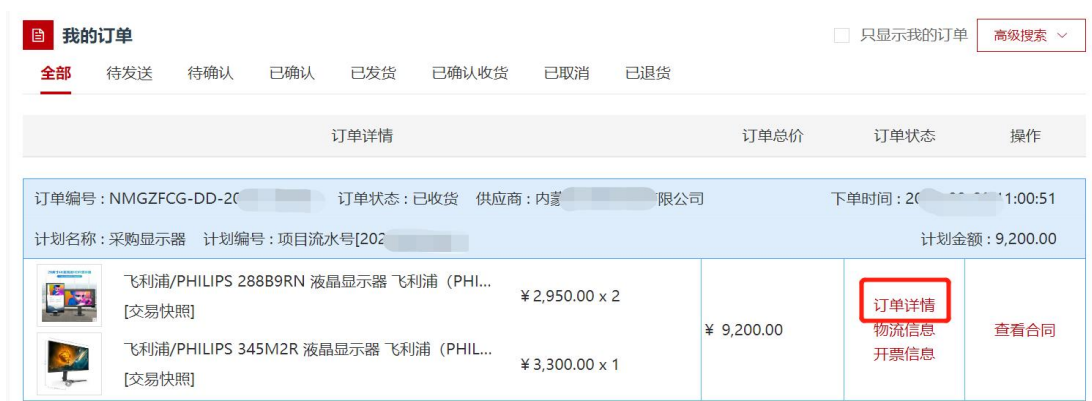 我的订单
只显示我的订单
高级搜索
全部 待发送 待确认 已确认 已发货 已确认收货 已取消 已退货
订单详情 订单总价 订单状态 操作
订单编号 : NMGZFCG-DD-20 订单状态 : 已收货 供应商 : 内蒙 限公司 下单时间 : 20 1:00:51
计划名称 : 采购显示器 计划编号 : 项目流水号[202 计划金额 : 9,200.00
飞利浦/PHILIPS 288B9RN 液晶显示器 飞利浦（PHI...
[交易快照]
¥2,950.00 x 2
飞利浦/PHILIPS 345M2R 液晶显示器 飞利浦（PHIL...
[交易快照]
¥3,300.00 x 1
¥ 9,200.00
订单详情
物流信息
开票信息
查看合同